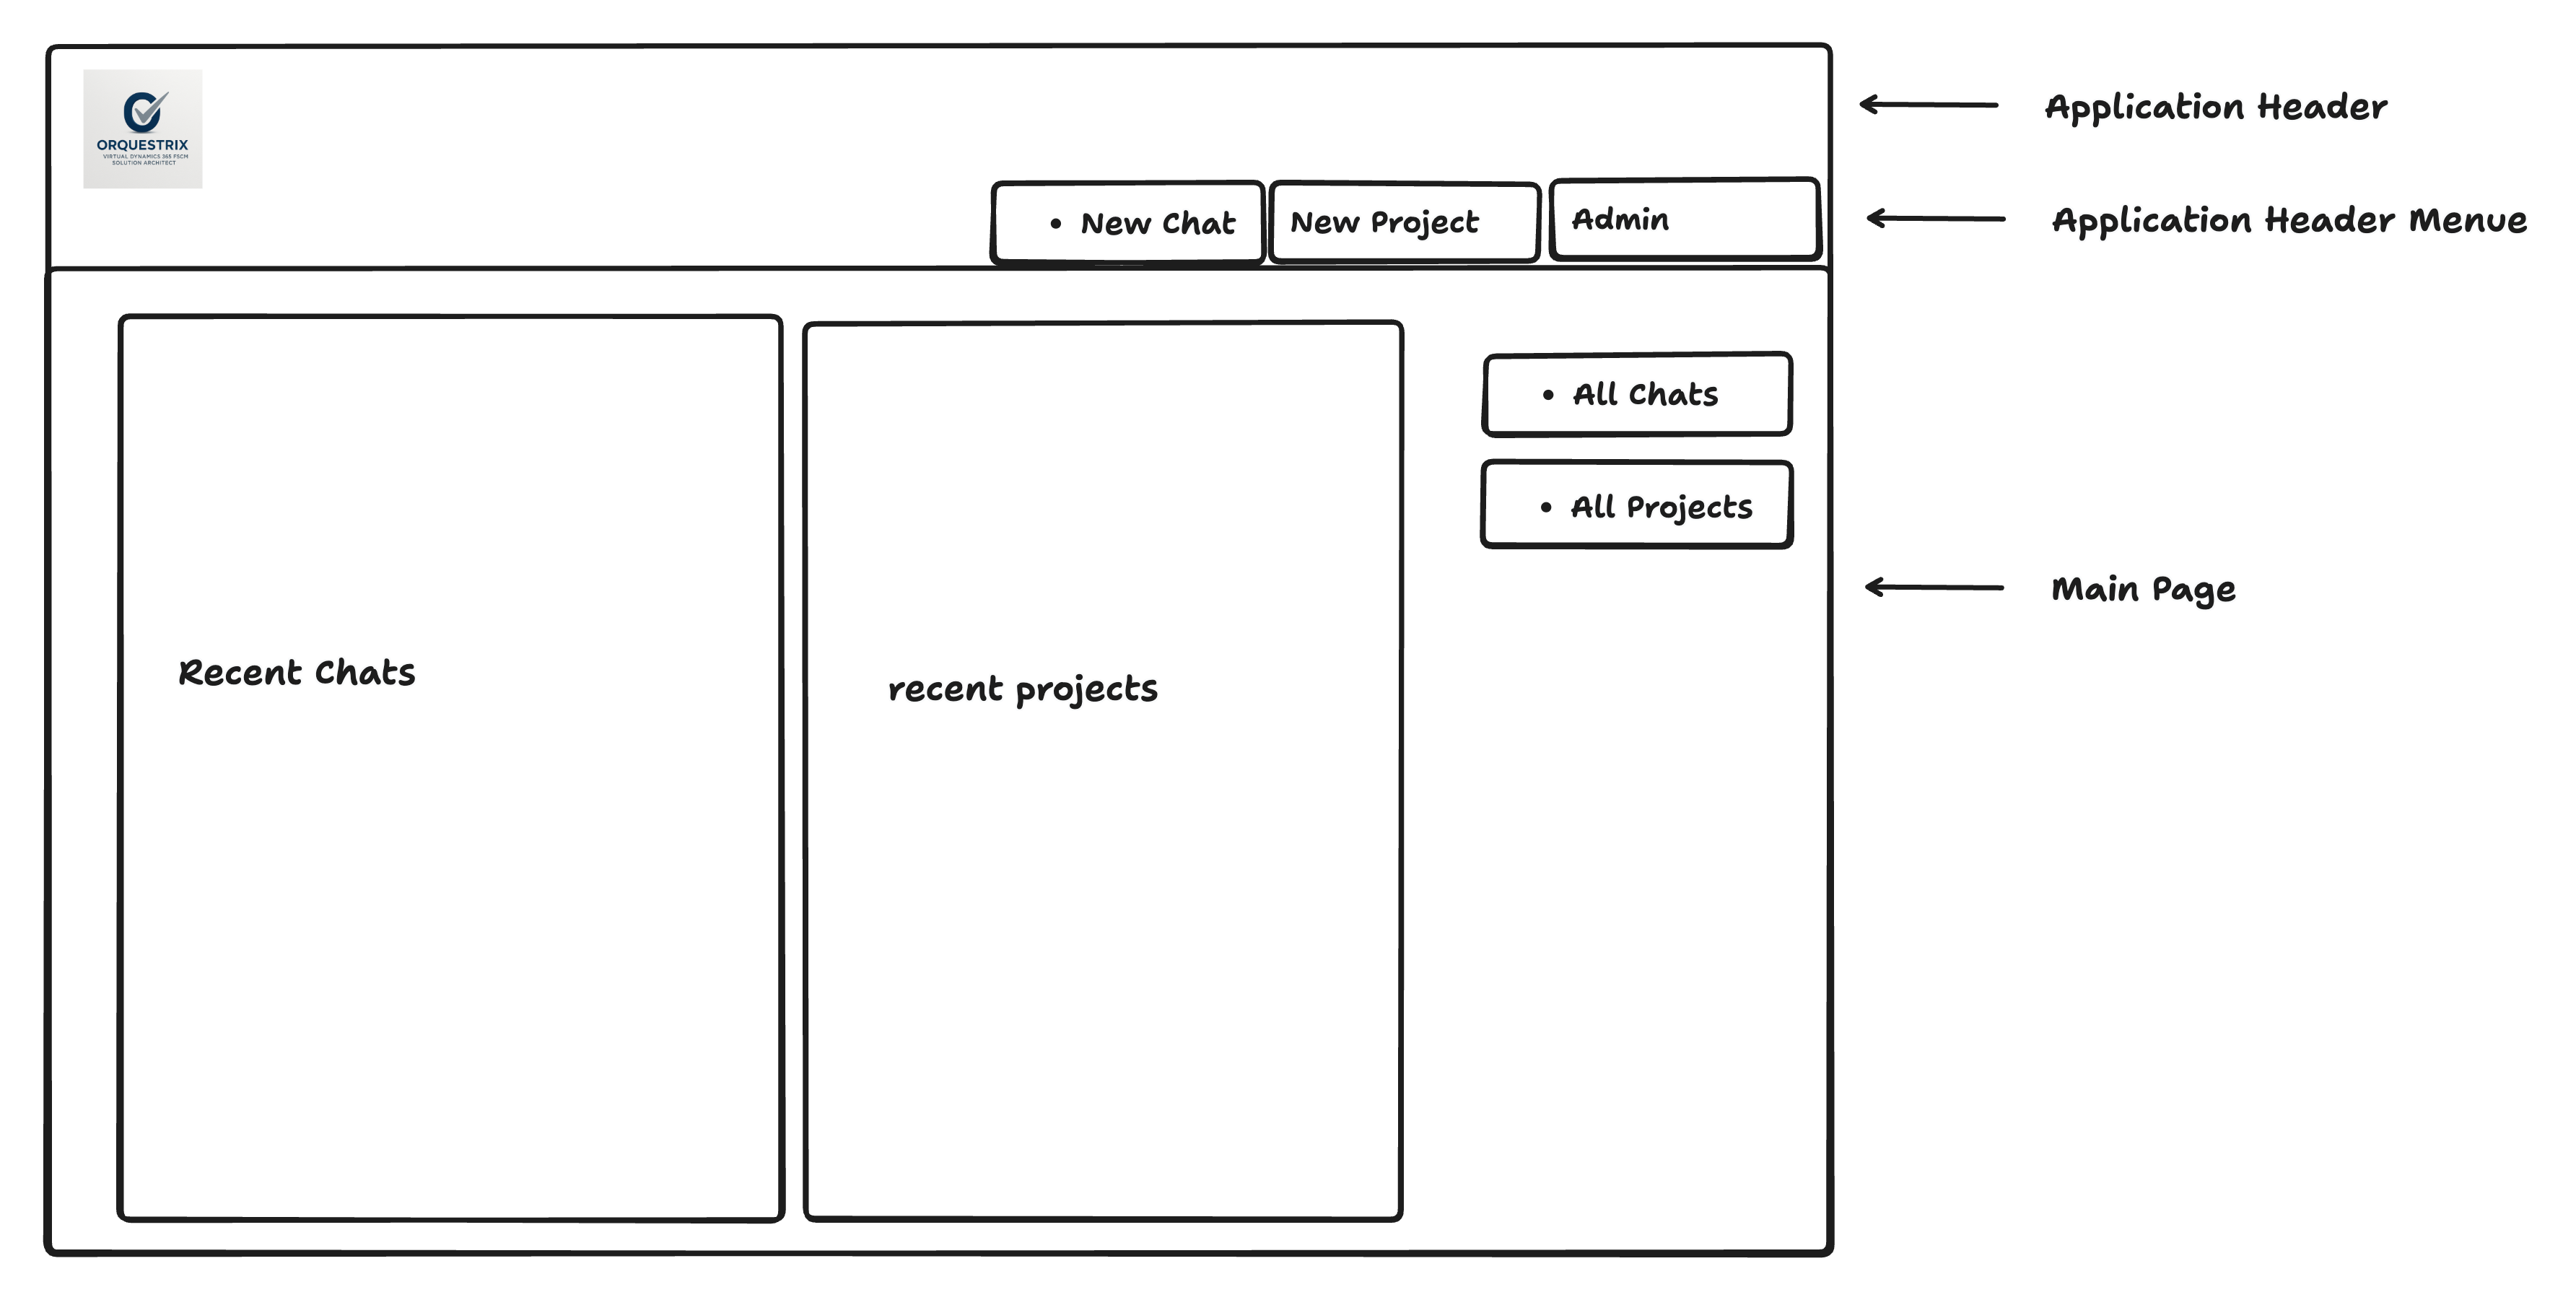 ORQUESTRIX
VIRTUAL DYNAMICS 365 FSCM
SOLUTION ARCHITECT
Application Header
• New Chat
New Project
Admin
Application Header Menue
• All Chats
• All Projects
Main Page
Recent Chats
recent projects